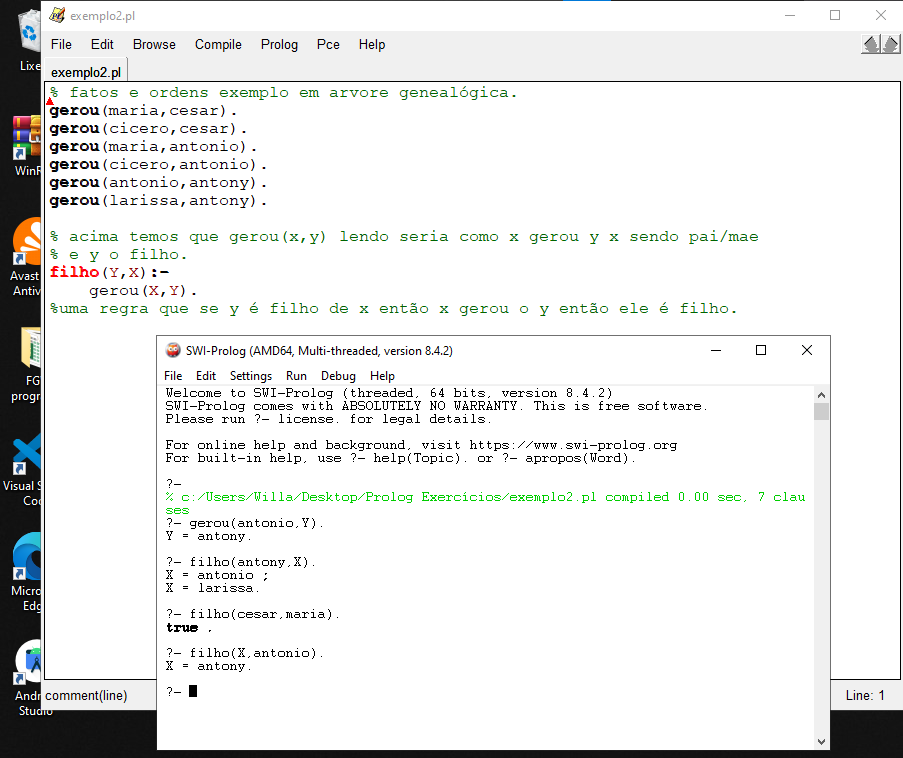 exemplo2.pl
File Edit Browse Compile Prolog Pce Help
exemplo2.pl
% fatos e ordens exemplo em arvore genealógica.
gerou(maria,cesar).
gerou(cicero,cesar).
gerou(maria,antonio).
gerou(cicero,antonio).
gerou(antonio,antony).
gerou(larissa,antony).
% acima temos que gerou(x,y) lendo seria como x gerou y x sendo pai/mae
% e y o filho.
filho(Y,X):-
gerou(X,Y).
%uma regra que se y é filho de x então x gerou o y então ele é filho.
SWI-Prolog (AMD64, Multi-threaded, version 8.4.2)
File Edit Settings Run Debug Help
Welcome to SWI-Prolog (threaded, 64 bits, version 8.4.2)
SWI-Prolog comes with ABSOLUTELY NO WARRANTY. This is free software.
Please run ?- license. for legal details.
For online help and background, visit https://www.swi-prolog.org
For built-in help, use ?- help(Topic). or ?- apropos(Word).
?-
% c:/Users/Willa/Desktop/Prolog Exercicios/exemplo2.pl compiled 0.00 sec, 7 clau
ses
?- gerou(antonio,Y).
Y = antony.
?- filho(antony,X).
X = antonio ;
X = larissa.
?- filho(cesar,maria).
true .
?- filho(X,antonio).
X = antony.
?-
comment(line)
Line: 1
Lixe
WinR
Avast
Antiv
FG
progr
Visual S
Coc
Micro
Edg
Andr
Studio